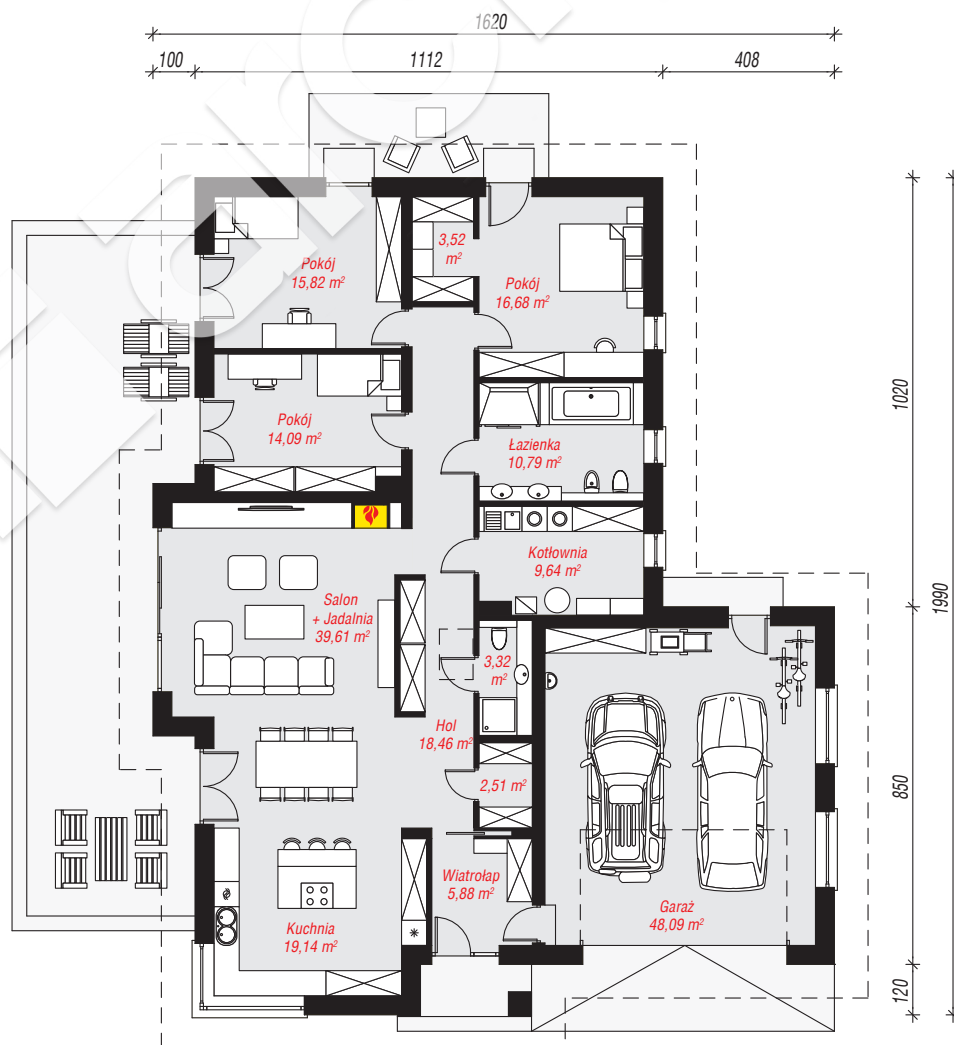 1620
100
1112
408
3,52
m²
Pokój
15,82 m²
Pokój
16,68 m²
1020
Pokój
14,09 m²
Łazienka
10,79 m²
Kotłownia
9,64 m²
1990
Salon
+ Jadalnia
39,61 m²
3,32
m²
Hol
18,46 m²
2,51 m²
850
Wiatrołap
5,88 m²
Garaż
48,09 m²
Kuchnia
19,14 m²
120